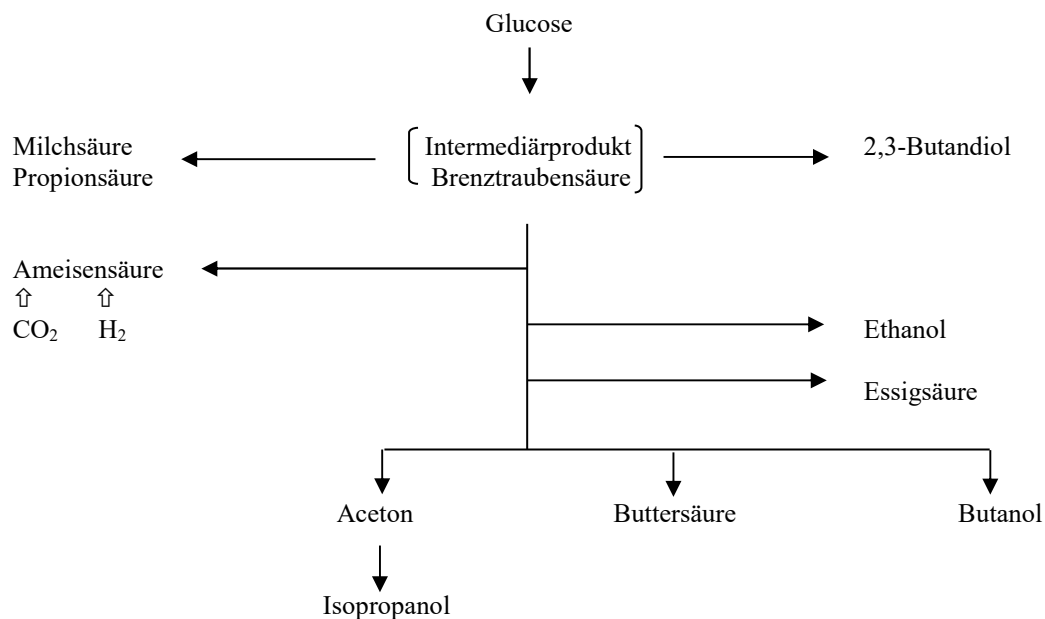 Glucose
Milchsäure
Propionsäure
Intermediärprodukt
Brenztraubensäure
2,3-Butandiol
Ameisensäure
CO₂ H₂
Ethanol
Essigsäure
Aceton Buttersäure Butanol
Isopropanol